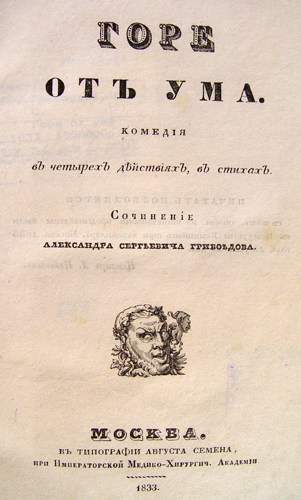 ГОРЕ
ОТЪ УМА.
КОМЕДІЯ
въ четырехъ дѣйствіяхъ, въ стихахъ.
Сочиненіе
Александра Сергѣевича Грибоѣдова.
МОСКВА.
Въ Типографіи Августа Семена,
при Императорской Медико-Хирургич. Академіи
1833.